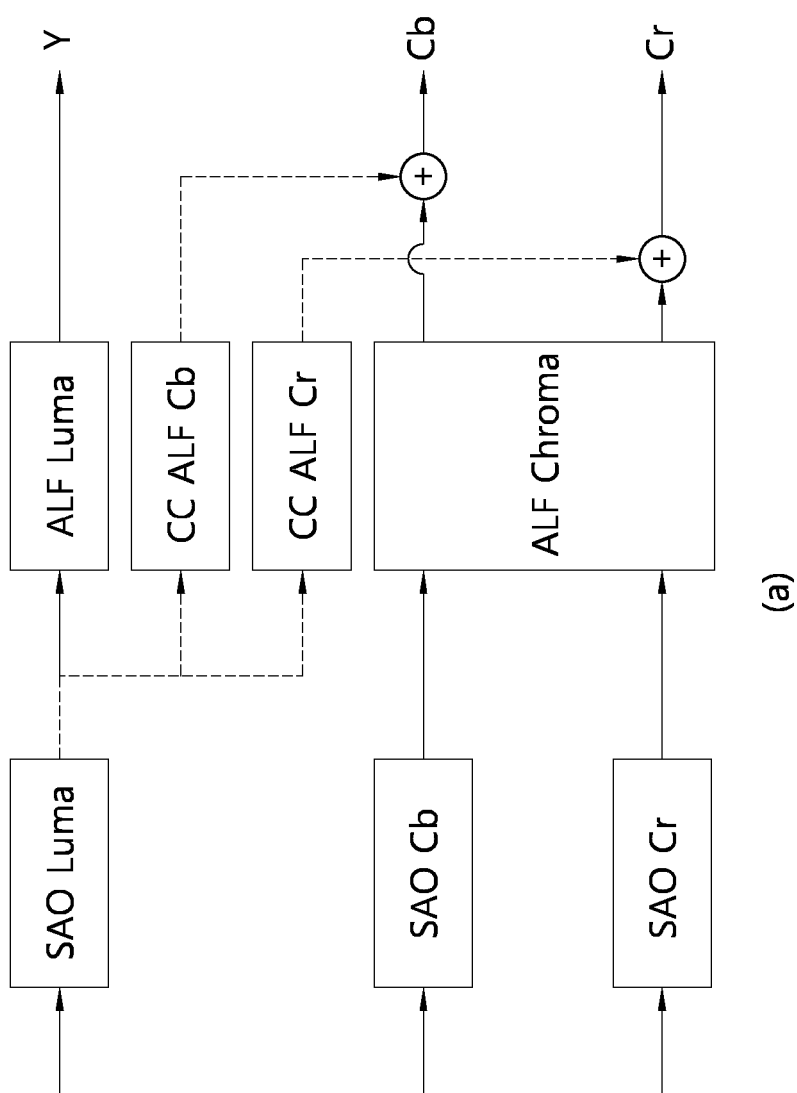 SAO Luma
ALF Luma
Y
CC ALF Cb
CC ALF Cr
SAO Cb
ALF Chroma
+
Cb
SAO Cr
+
Cr
(a)